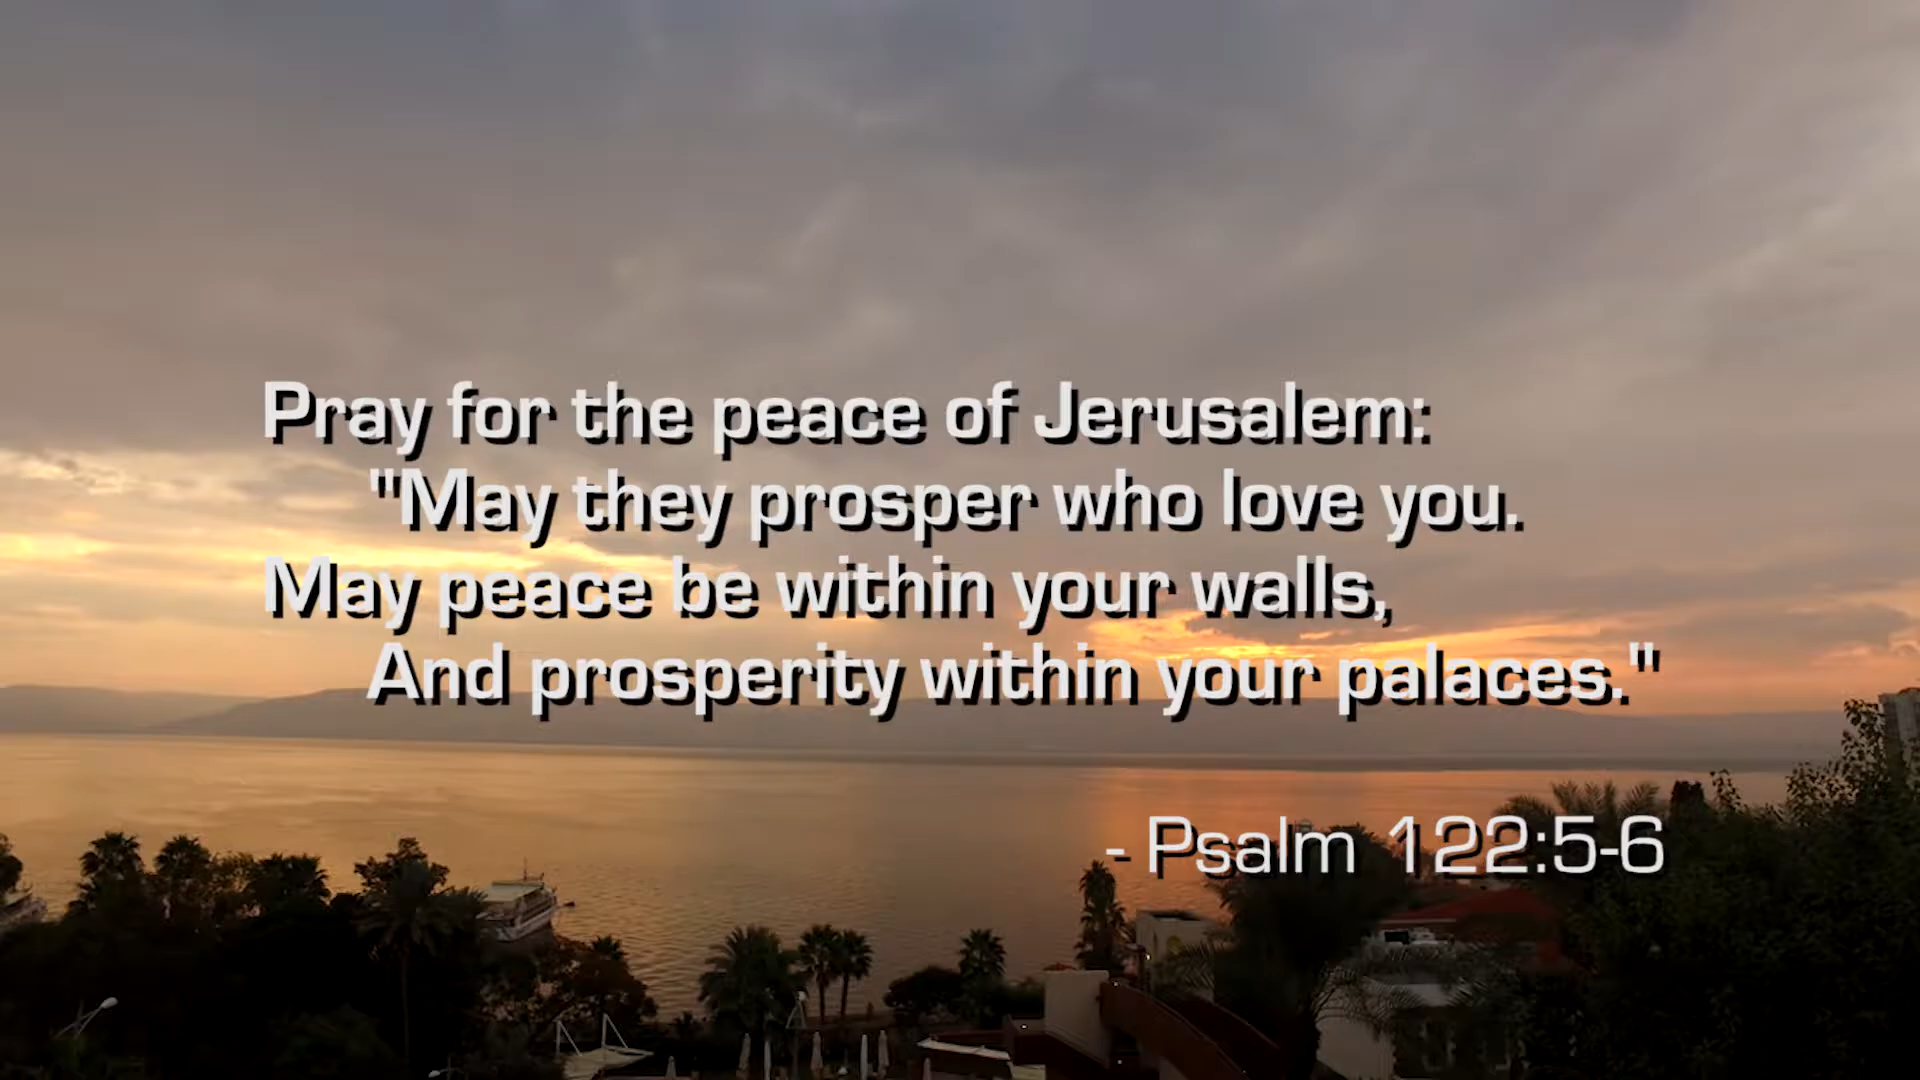 Pray for the peace of Jerusalem:
"May they prosper who love you.
May peace be within your walls,
And prosperity within your palaces."
- Psalm 122:5-6